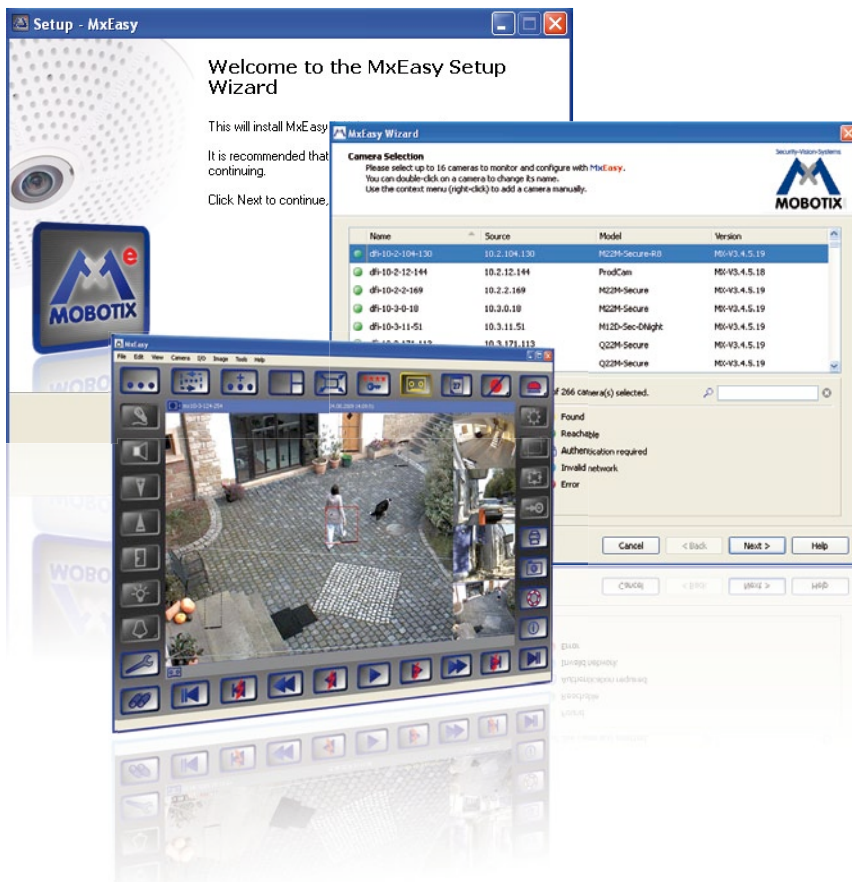 Setup - MxEasy
Welcome to the MxEasy Setup
Wizard
This will install MxEasy
It is recommended that
continuing.
Click Next to continue,
MOBOTIX
MxEasy Wizard
Camera Selection
Please select up to 16 cameras to monitor and configure with MxEasy.
You can double-click on a camera to change its name.
Use the context menu (right-click) to add a camera manually.
Security-Vision-Systems
MOBOTIX
Name Source Model Version
dfi-10-2-104-130 10.2.104.130 M22M-Secure-R8 MX-V3.4.5.19
dfi-10-2-12-144 10.2.12.144 ProdCam MX-V3.4.5.18
dfi-10-2-2-169 10.2.2.169 M22M-Secure MX-V3.4.5.19
dfi-10-3-0-18 10.3.0.18 M22M-Secure MX-V3.4.5.19
dfi-10-3-11-51 10.3.11.51 M12D-Sec-DNight MX-V3.4.5.19
10.3.171.113 Q22M-Secure MX-V3.4.5.19
Q22M-Secure MX-V3.4.5.19
of 266 camera(s) selected.
Found
Reachable
Authentication required
Invalid network
Error
Cancel < Back Next > Help
MxEasy
File Edit View Camera I/O Image Tools Help
27